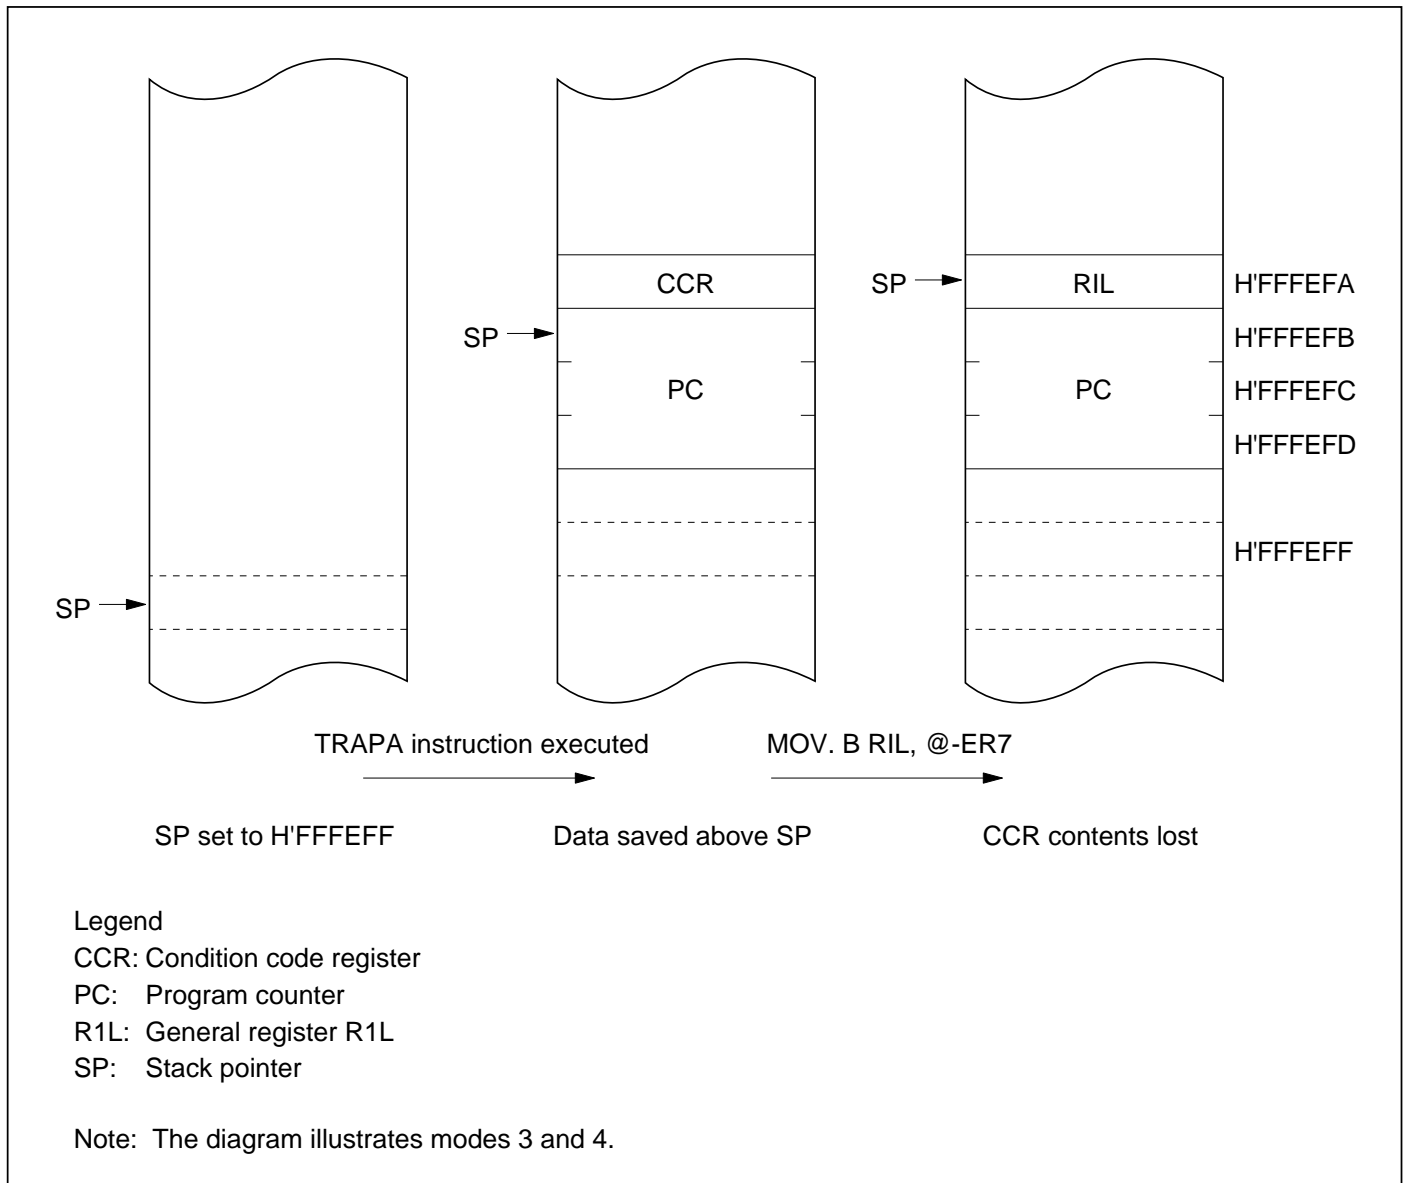 CCR
SP
RIL
H'FFFEFA
SP
H'FFFEFB
PC
PC
H'FFFEFC
H'FFFEFD
H'FFFEFF
SP
TRAPA instruction executed
MOV. B RIL, @-ER7
SP set to H'FFFEFF
Data saved above SP
CCR contents lost
Legend
CCR: Condition code register
PC: Program counter
R1L: General register R1L
SP: Stack pointer
Note: The diagram illustrates modes 3 and 4.